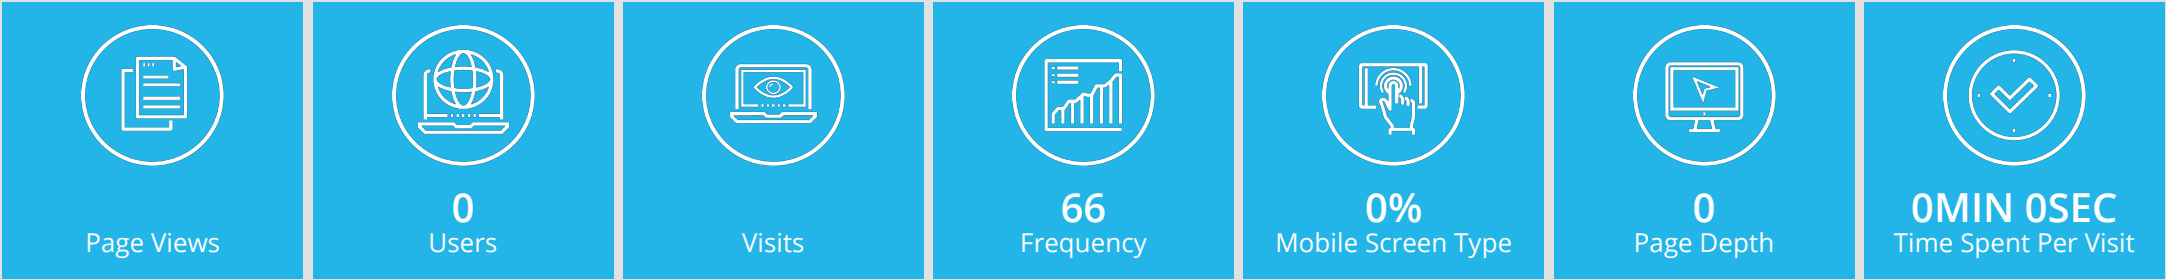 Page Views
0
Users
Visits
66
Frequency
0%
Mobile Screen Type
0
Page Depth
0MIN 0SEC
Time Spent Per Visit